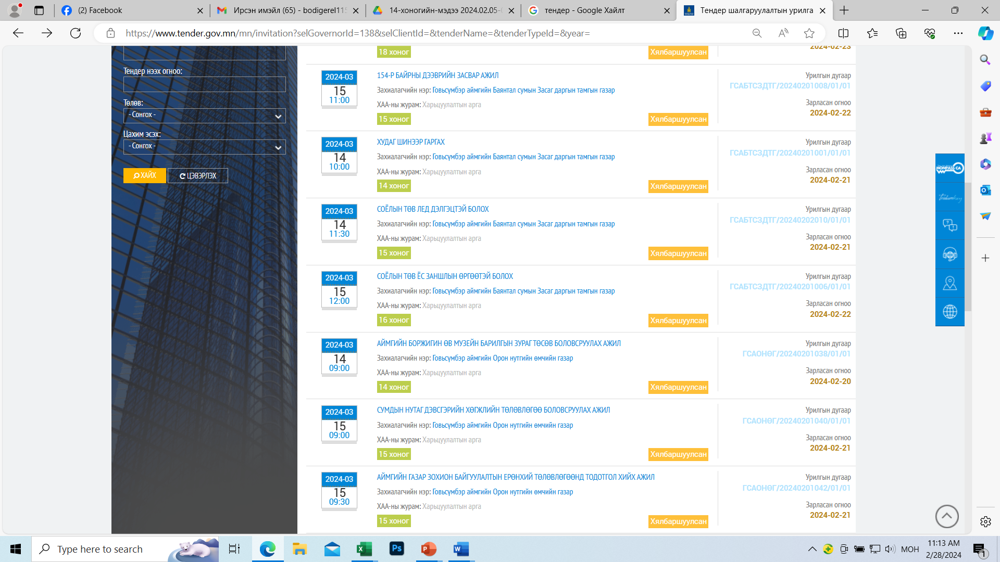 (2) Facebook
Ирсэн имэйл (65) - bodigerel115
14-хоногийн-мэдээ 2024.02.05-0
тендер - Google Хайлт
Тендер шалгаруулалтын урилга
https://www.tender.gov.mn/mn/invitation?selGovernorId=138&selClientId=&tenderName=&tenderTypeId=&year=
Тендер нээх огноо:
Төлөв:
- Сонгох -
Цахим эсэх:
- Сонгох -
ХАЙХ
ЦЭВЭРЛЭХ
18 хоног
Хялбаршуулсан
2024-02-23
2024-03
15
11:00
154-Р БАЙРНЫ ДЭЭВРИЙН ЗАСВАР АЖИЛ
Захиалагчийн нэр: Говьсүмбэр аймгийн Баянтал сумын Засаг даргын тамгын газар
ХАА-ны журам: Харьцуулалтын арга
15 хоног
Хялбаршуулсан
Урилгын дугаар
ГСАБТСЗДТГ/20240201008/01/01
Зарласан огноо
2024-02-22
2024-03
14
10:00
ХУДАГ ШИНЭЭР ГАРГАХ
Захиалагчийн нэр: Говьсүмбэр аймгийн Баянтал сумын Засаг даргын тамгын газар
ХАА-ны журам: Харьцуулалтын арга
14 хоног
Хялбаршуулсан
Урилгын дугаар
ГСАБТСЗДТГ/20240201001/01/01
Зарласан огноо
2024-02-21
2024-03
14
11:30
СОЁЛЫН ТӨВ ЛЕД ДЭЛГЭЦТЭЙ БОЛОХ
Захиалагчийн нэр: Говьсүмбэр аймгийн Баянтал сумын Засаг даргын тамгын газар
ХАА-ны журам: Харьцуулалтын арга
15 хоног
Хялбаршуулсан
Урилгын дугаар
ГСАБТСЗДТГ/20240202010/01/01
Зарласан огноо
2024-02-21
2024-03
15
12:00
СОЁЛЫН ТӨВ ЁС ЗАНШЛЫН ӨРГӨӨТЭЙ БОЛОХ
Захиалагчийн нэр: Говьсүмбэр аймгийн Баянтал сумын Засаг даргын тамгын газар
ХАА-ны журам: Харьцуулалтын арга
16 хоног
Хялбаршуулсан
Урилгын дугаар
ГСАБТСЗДТГ/20240201006/01/01
Зарласан огноо
2024-02-22
2024-03
14
09:00
АЙМГИЙН БОРЖИГИН ӨВ МУЗЕЙН БАРИЛГЫН ЗУРАГ ТӨСӨВ БОЛОВСРУУЛАХ АЖИЛ
Захиалагчийн нэр: Говьсүмбэр аймгийн Орон нутгийн өмчийн газар
ХАА-ны журам: Харьцуулалтын арга
14 хоног
Хялбаршуулсан
Урилгын дугаар
ГСАОНӨГ/20240201038/01/01
Зарласан огноо
2024-02-20
2024-03
15
09:00
СУМДЫН НУТАГ ДЭВСГЭРИЙН ХӨГЖЛИЙН ТӨЛӨВЛӨГӨӨ БОЛОВСРУУЛАХ АЖИЛ
Захиалагчийн нэр: Говьсүмбэр аймгийн Орон нутгийн өмчийн газар
ХАА-ны журам: Харьцуулалтын арга
15 хоног
Хялбаршуулсан
Урилгын дугаар
ГСАОНӨГ/20240201040/01/01
Зарласан огноо
2024-02-21
2024-03
15
09:30
АЙМГИЙН ГАЗАР ЗОХИОН БАЙГУУЛАЛТЫН ЕРӨНХИЙ ТӨЛӨВЛӨГӨӨНД ТОДОТГОЛ ХИЙХ АЖИЛ
Захиалагчийн нэр: Говьсүмбэр аймгийн Орон нутгийн өмчийн газар
ХАА-ны журам: Харьцуулалтын арга
15 хоног
Хялбаршуулсан
Урилгын дугаар
ГСАОНӨГ/20240201042/01/01
Зарласан огноо
2024-02-21
MONPASS CA
Type here to search
МОН
11:13 AM
2/28/2024
1